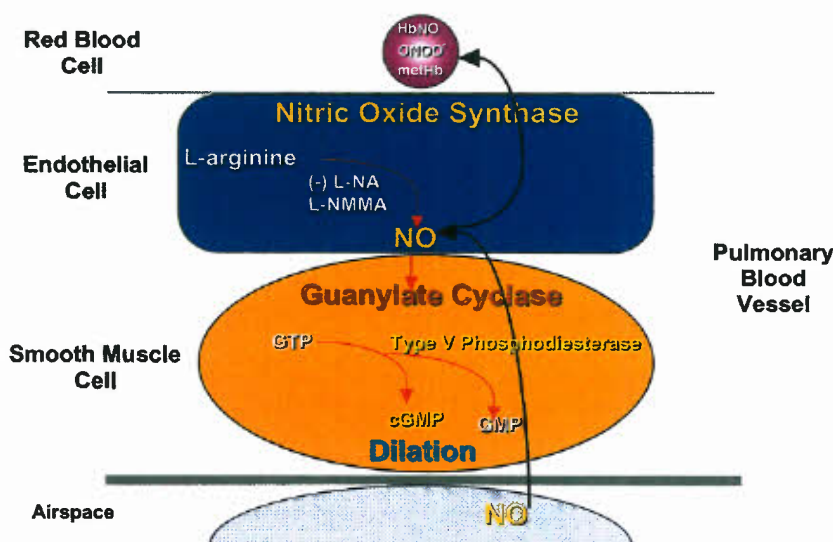 Red Blood
Cell
HbNO
ONOO-
metHb
Nitric Oxide Synthase
Endothelial
Cell
L-arginine
(-) L-NA
L-NMMA
NO
Pulmonary
Blood
Vessel
Guanylate Cyclase
Smooth Muscle
Cell
GTP
Type V Phosphodiesterase
cGMP
GMP
Dilation
Airspace
NO